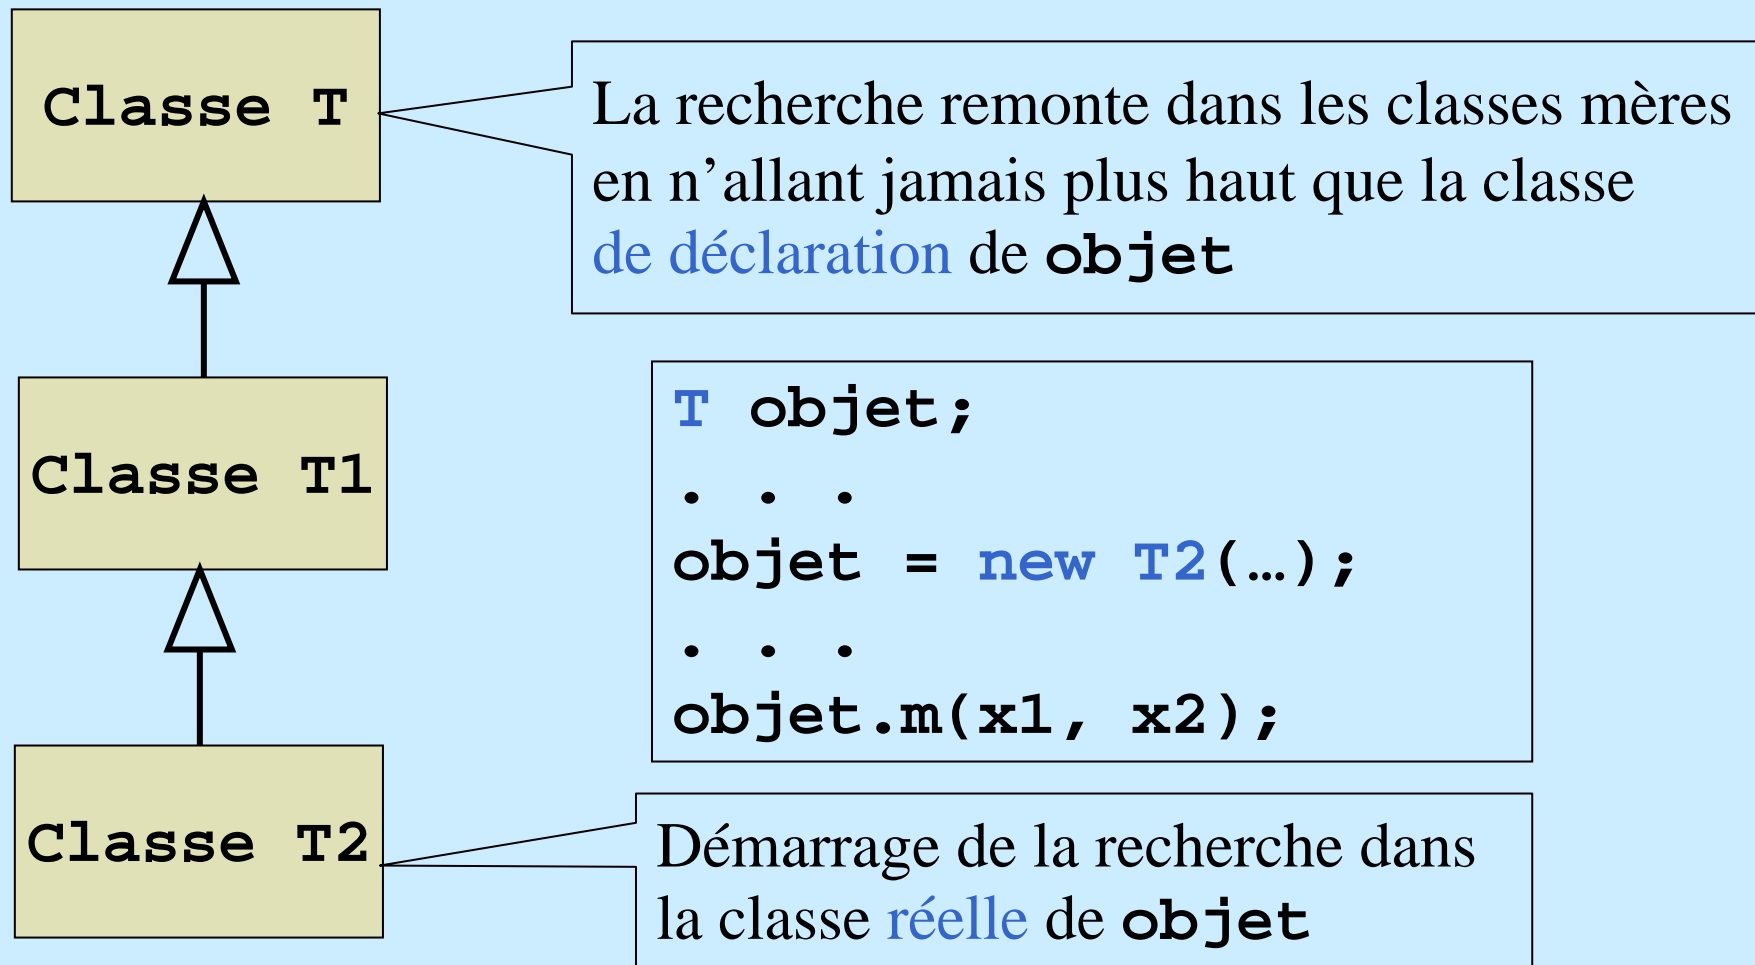 Classe T
La recherche remonte dans les classes mères
en n’allant jamais plus haut que la classe
de déclaration de objet
Classe T1
T objet;
. . .
objet = new T2(…);
. . .
objet.m(x1, x2);
Classe T2
Démarrage de la recherche dans
la classe réelle de objet